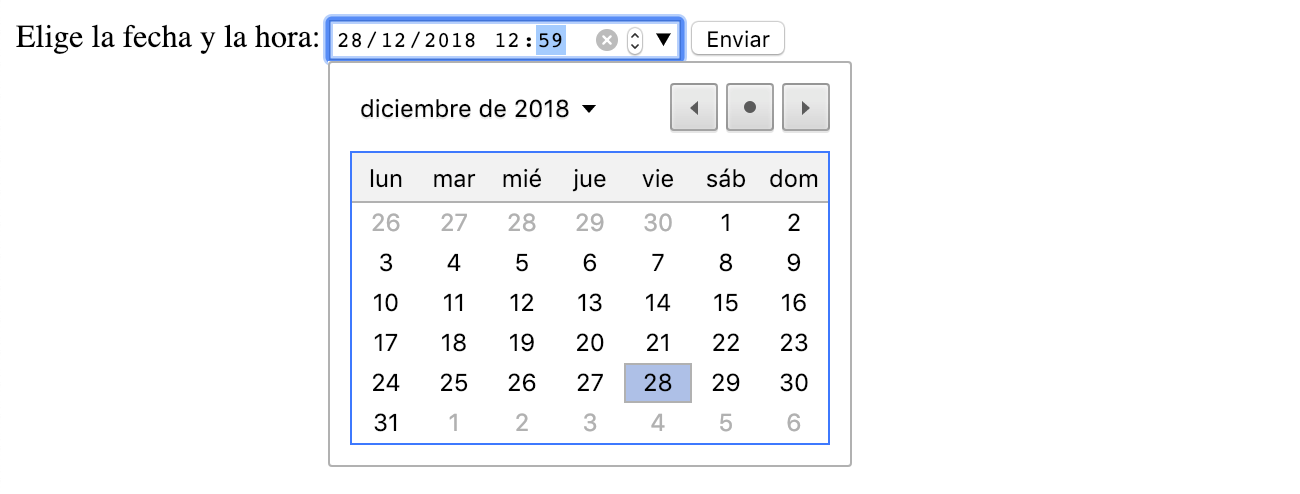 Elige la fecha y la hora: 28/12/2018 12:59 Enviar
diciembre de 2018
lun mar mié jue vie sáb dom
26 27 28 29 30 1 2
3 4 5 6 7 8 9
10 11 12 13 14 15 16
17 18 19 20 21 22 23
24 25 26 27 28 29 30
31 1 2 3 4 5 6